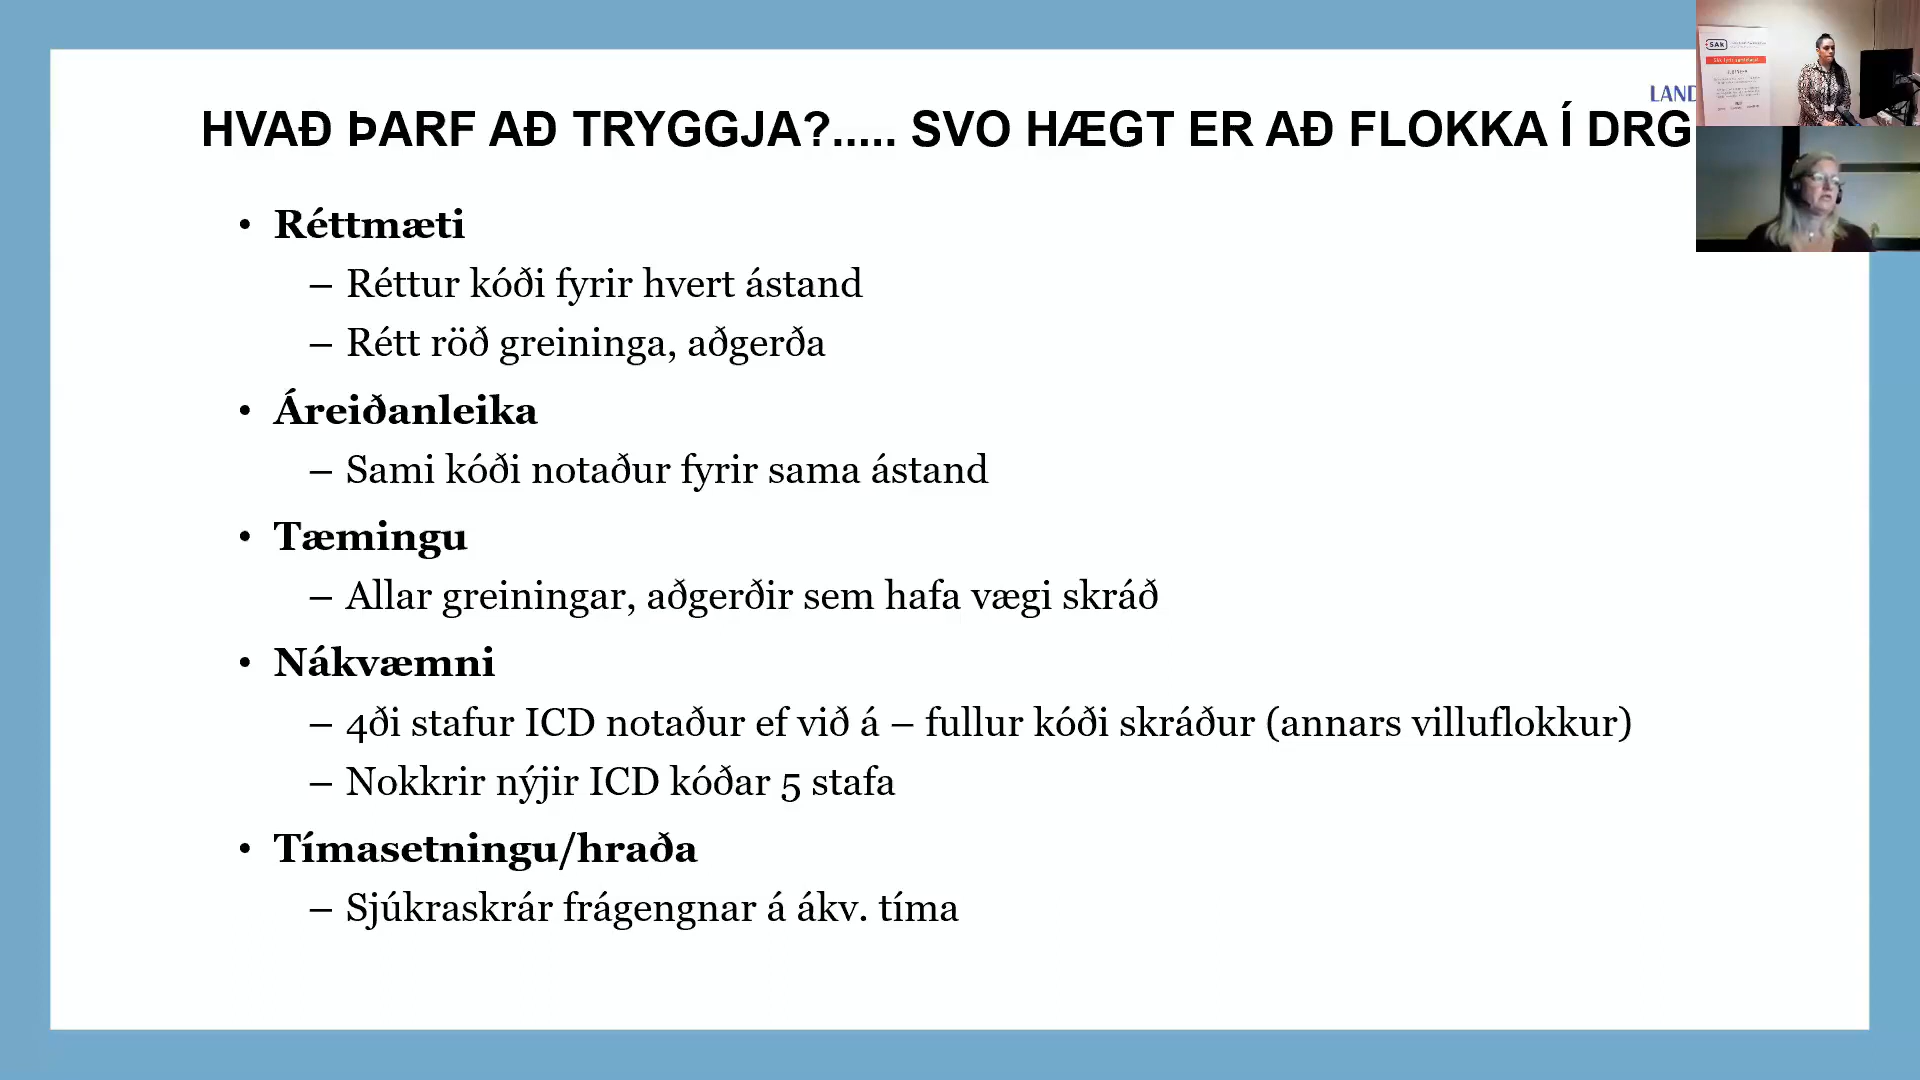 LAND
HVAÐ ÞARF AÐ TRYGGJA?..... SVO HÆGT ER AÐ FLOKKA Í DRG
• Réttmæti
– Réttur kóði fyrir hvert ástand
– Rétt röð greininga, aðgerða
• Áreiðanleika
– Sami kóði notaður fyrir sama ástand
• Tæmingu
– Allar greiningar, aðgerðir sem hafa vægi skráð
• Nákvæmni
– 4ði stafur ICD notaður ef við á – fullur kóði skráður (annars villuflokkur)
– Nokkrir nýjir ICD kóðar 5 stafa
• Tímasetningu/hraða
– Sjúkraskrár frágengnar á ákv. tíma
SAk